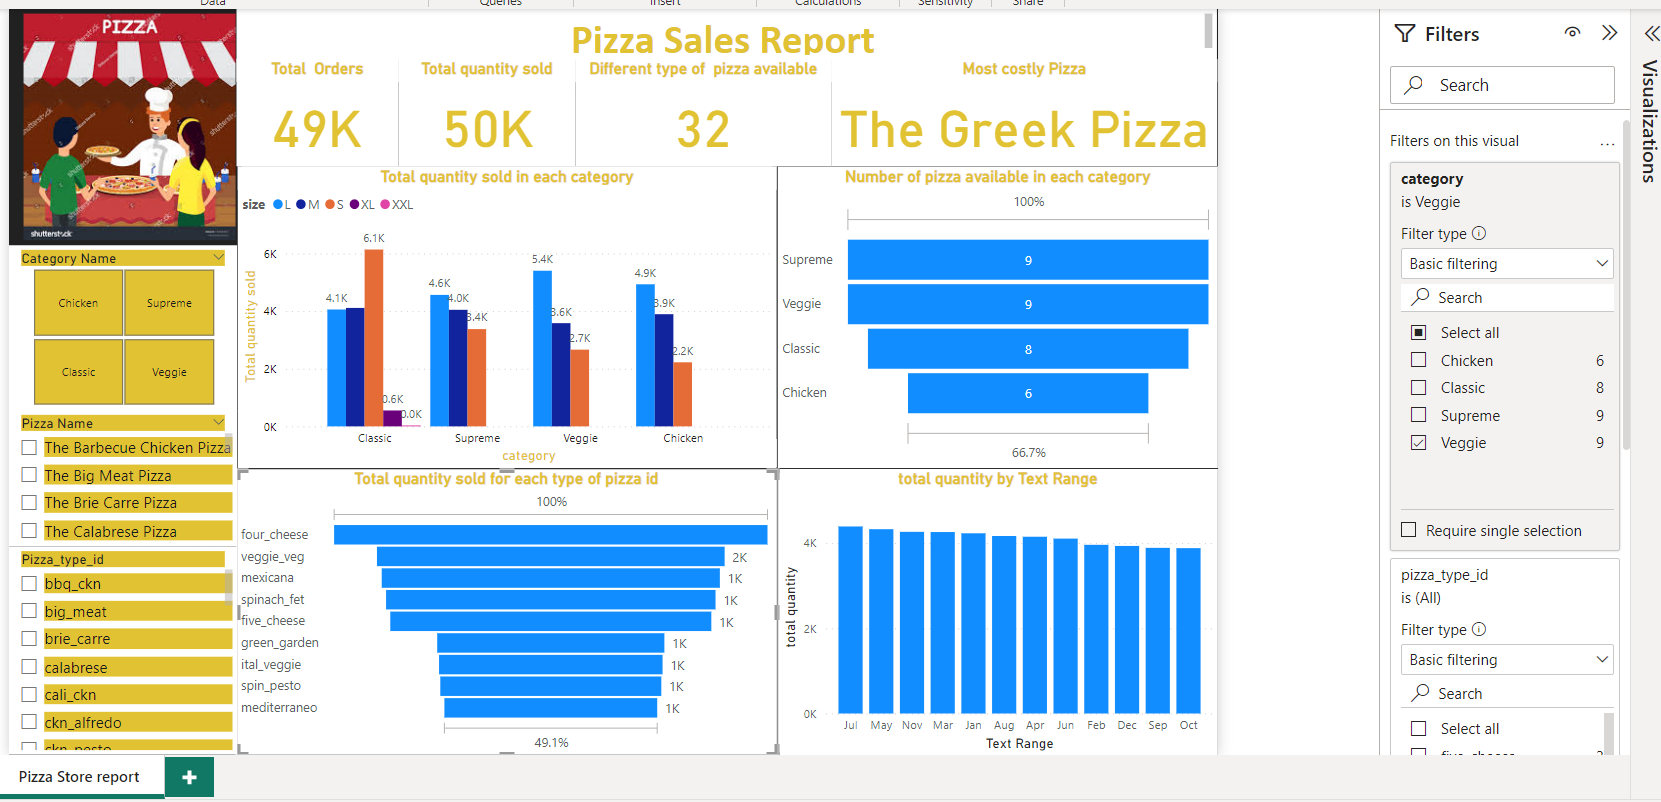 Data Queries Insert Calculations Sensitivity Share
PIZZA
shutterstock
Pizza Sales Report
Total Orders
49K
Total quantity sold
50K
Different type of pizza available
32
Most costly Pizza
The Greek Pizza
Category Name
Chicken Supreme
Classic Veggie
Pizza Name
The Barbecue Chicken Pizza
The Big Meat Pizza
The Brie Carre Pizza
The Calabrese Pizza
Pizza_type_id
bbq_ckn
big_meat
brie_carre
calabrese
cali_ckn
ckn_alfredo
ckn_pesto
Total quantity sold in each category
size L M S XL XXL
Total quantity sold
6K
4K
2K
0K
4.1K 6.1K 0.6K 0.0K
4.6K 4.0K 3.4K
5.4K 3.6K 2.7K
4.9K 3.9K 2.2K
Classic Supreme Veggie Chicken
category
Number of pizza available in each category
100%
Supreme 9
Veggie 9
Classic 8
Chicken 6
66.7%
Total quantity sold for each type of pizza id
100%
four_cheese
veggie_veg 2K
mexicana 1K
spinach_fet 1K
five_cheese 1K
green_garden 1K
ital_veggie 1K
spin_pesto 1K
mediterraneo 1K
49.1%
total quantity by Text Range
total quantity
4K
2K
0K
Jul May Nov Mar Jan Aug Apr Jun Feb Dec Sep Oct
Text Range
Filters
Search
Filters on this visual ...
category
is Veggie
Filter type
Basic filtering
Search
Select all
Chicken 6
Classic 8
Supreme 9
Veggie 9
Require single selection
pizza_type_id
is (All)
Filter type
Basic filtering
Search
Select all
five_cheese
Visualizations
Pizza Store report